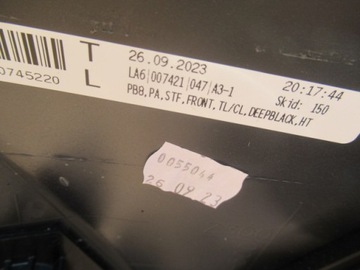 T
26.09.2023
20:17:44
0745220
L
LA6|007421|047|A3-1
Skid: 150
PB8,PA,STF.FRONT,TL/CL,DEEPBLACK,HT
0055044
26 09 23